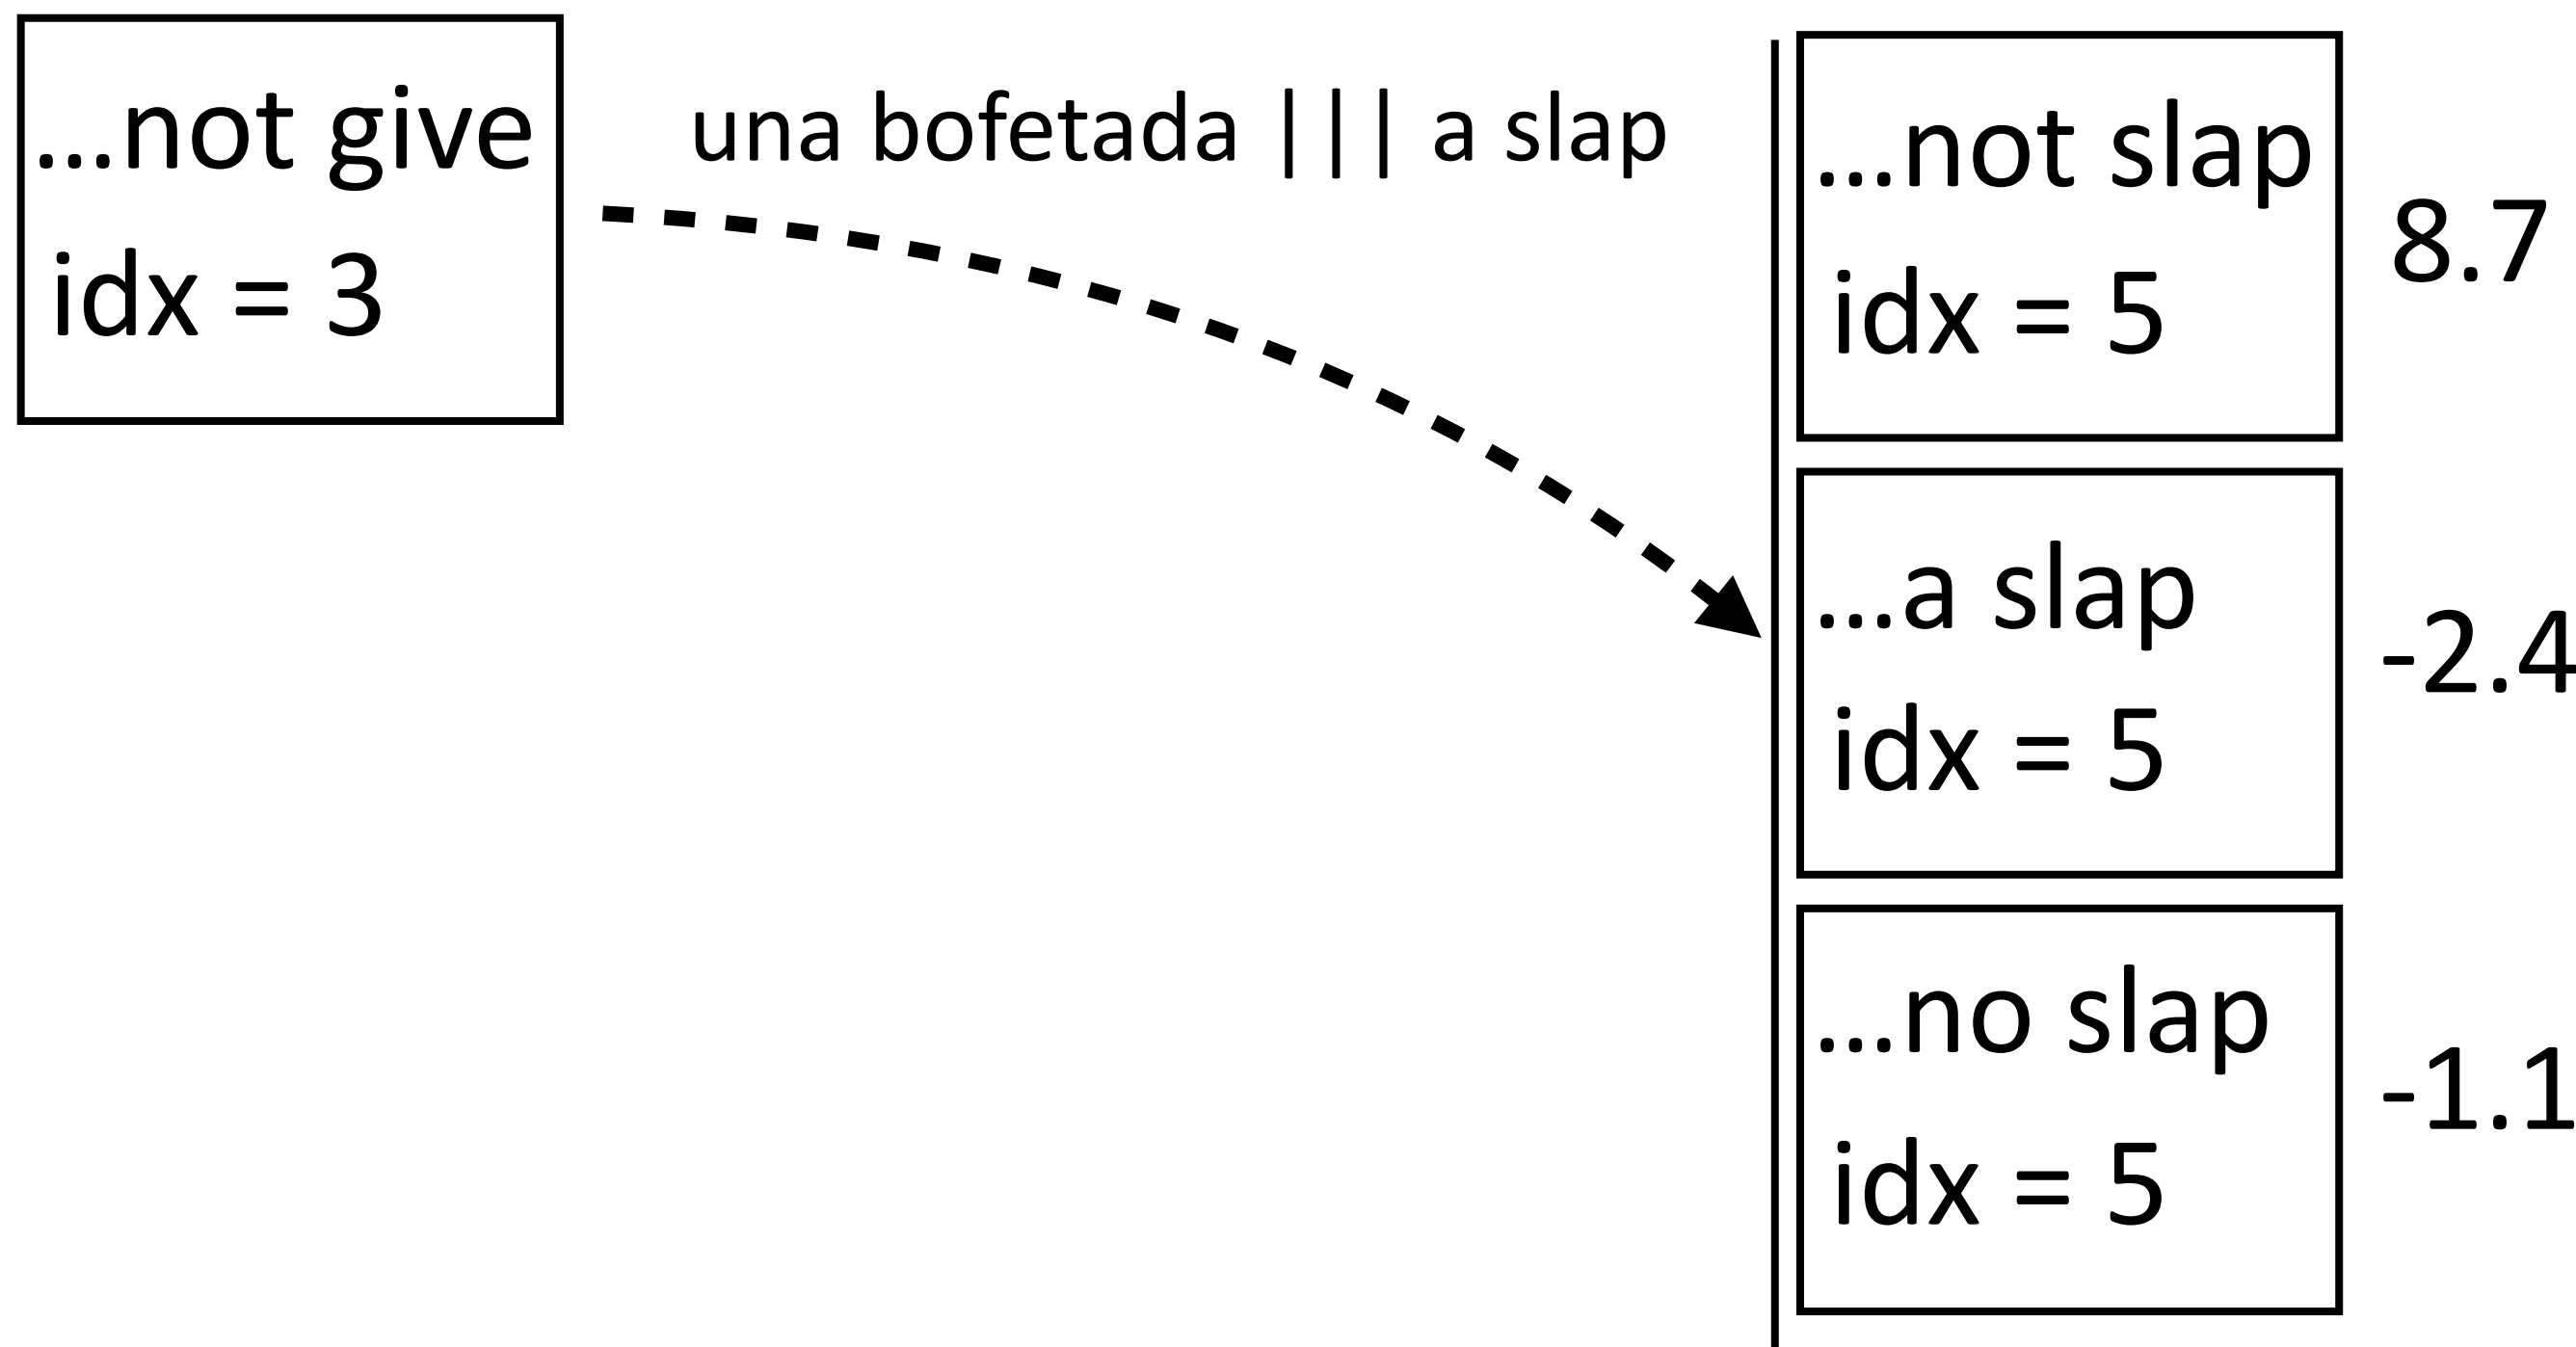 ...not give
idx = 3
una bofetada ||| a slap
...not slap
idx = 5
8.7
...a slap
idx = 5
-2.4
...no slap
idx = 5
-1.1